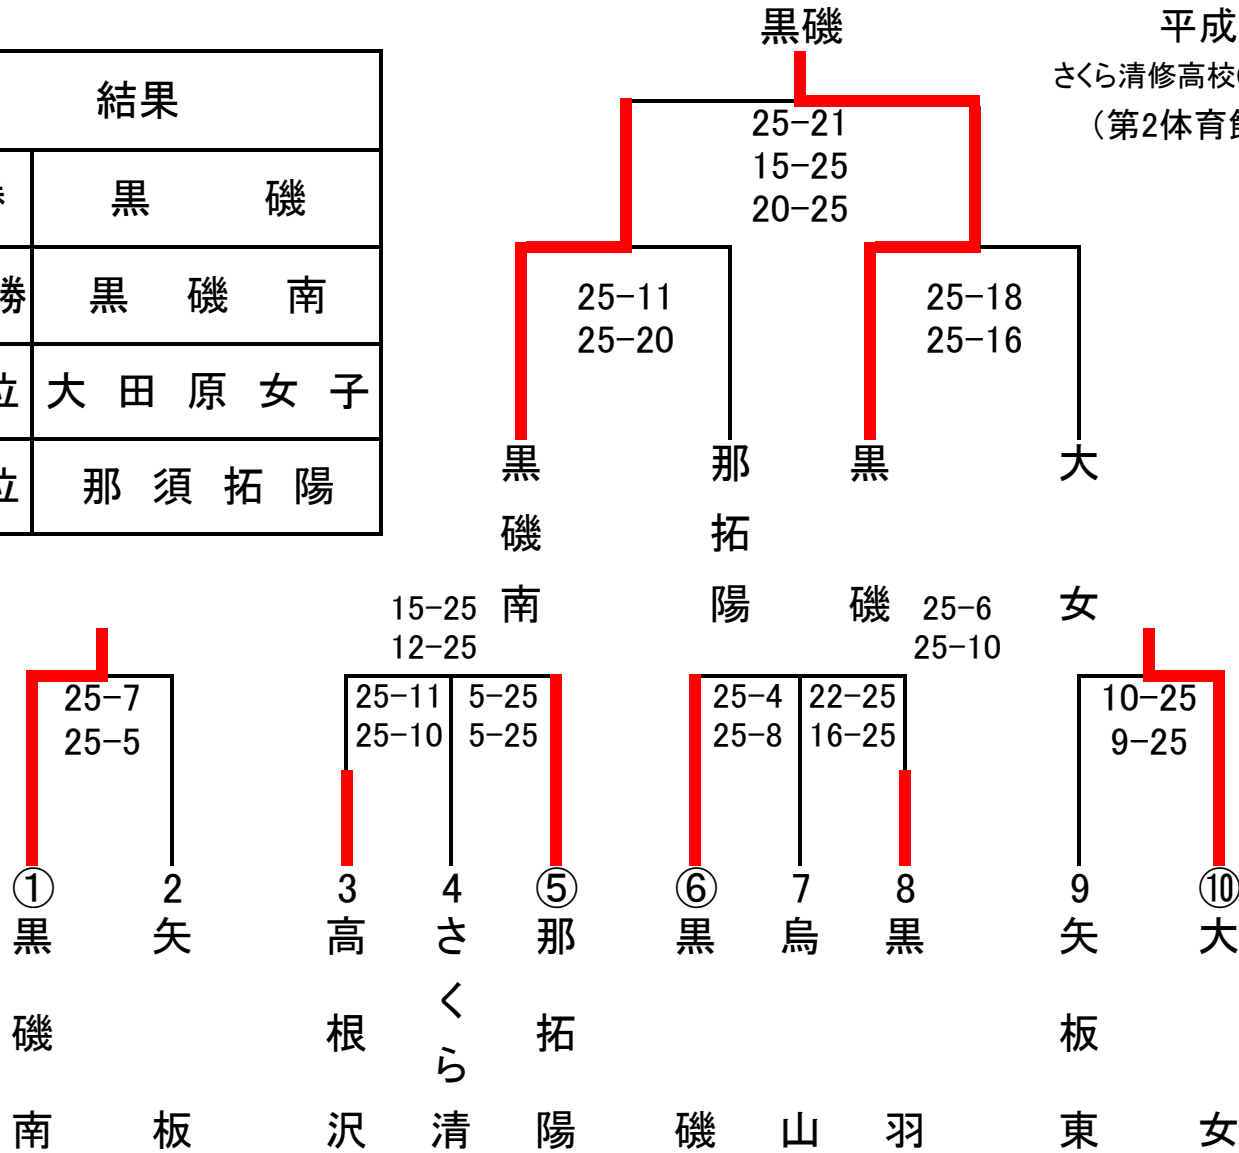 黒磯
平成
さくら清修高校
（第2体育館
結果
黒 磯
勝 黒 磯 南
位 大 田 原 女 子
位 那 須 拓 陽
25-21
15-25
20-25
25-11
25-20
25-18
25-16
黒磯南
那拓陽
黒磯
大女
15-25
12-25
25-6
25-10
25-7
25-5
25-11
25-10
5-25
5-25
25-4
25-8
22-25
16-25
10-25
9-25
① 2 3 4 ⑤ ⑥ 7 8 9 ⑩
黒磯南
矢板
高根沢
さくら清
那拓陽
黒磯
烏山
黒羽
矢板東
大女